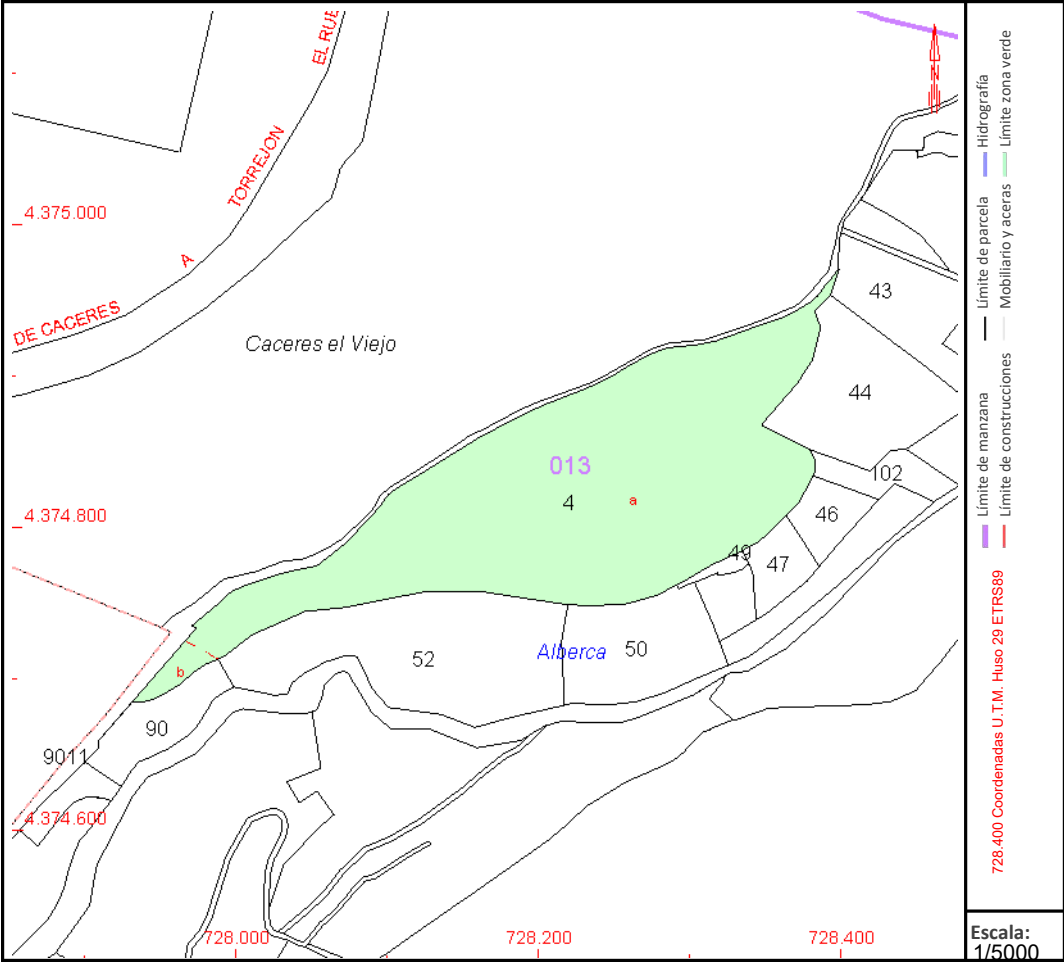 EL RUE
TORREJON
A
DE CACERES
4.375.000
Caceres el Viejo
43
44
013
4
a
102
46
49
47
4.374.800
Alberca
50
52
b
90
9011
4.374.600
728.000
728.200
728.400
N
Hidrografía
Límite zona verde
Límite de parcela
Mobiliario y aceras
Límite de manzana
Límite de construcciones
728.400 Coordenadas U.T.M. Huso 29 ETRS89
Escala:
1/5000